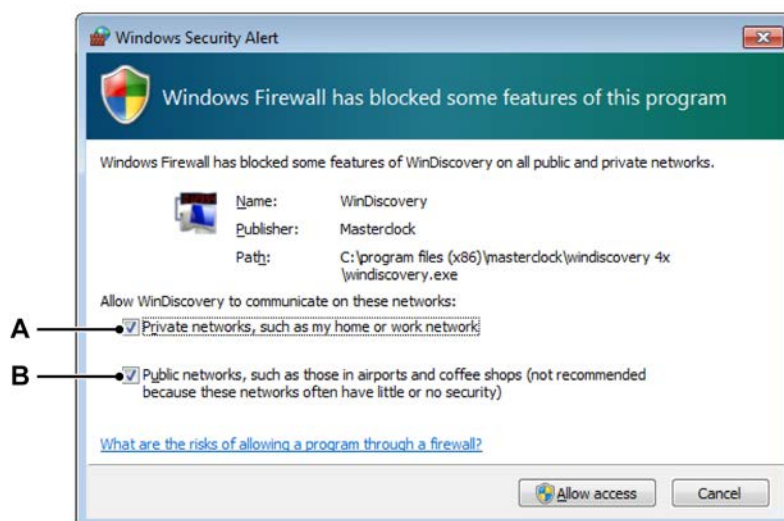 Windows Security Alert
Windows Firewall has blocked some features of this program
Windows Firewall has blocked some features of WinDiscovery on all public and private networks.
Name: WinDiscovery
Publisher: Masterclock
Path: C:\program files (x86)\masterclock\windiscovery 4x
\windiscovery.exe
Allow WinDiscovery to communicate on these networks:
A Private networks, such as my home or work network
B Public networks, such as those in airports and coffee shops (not recommended
because these networks often have little or no security)
What are the risks of allowing a program through a firewall?
Allow access Cancel